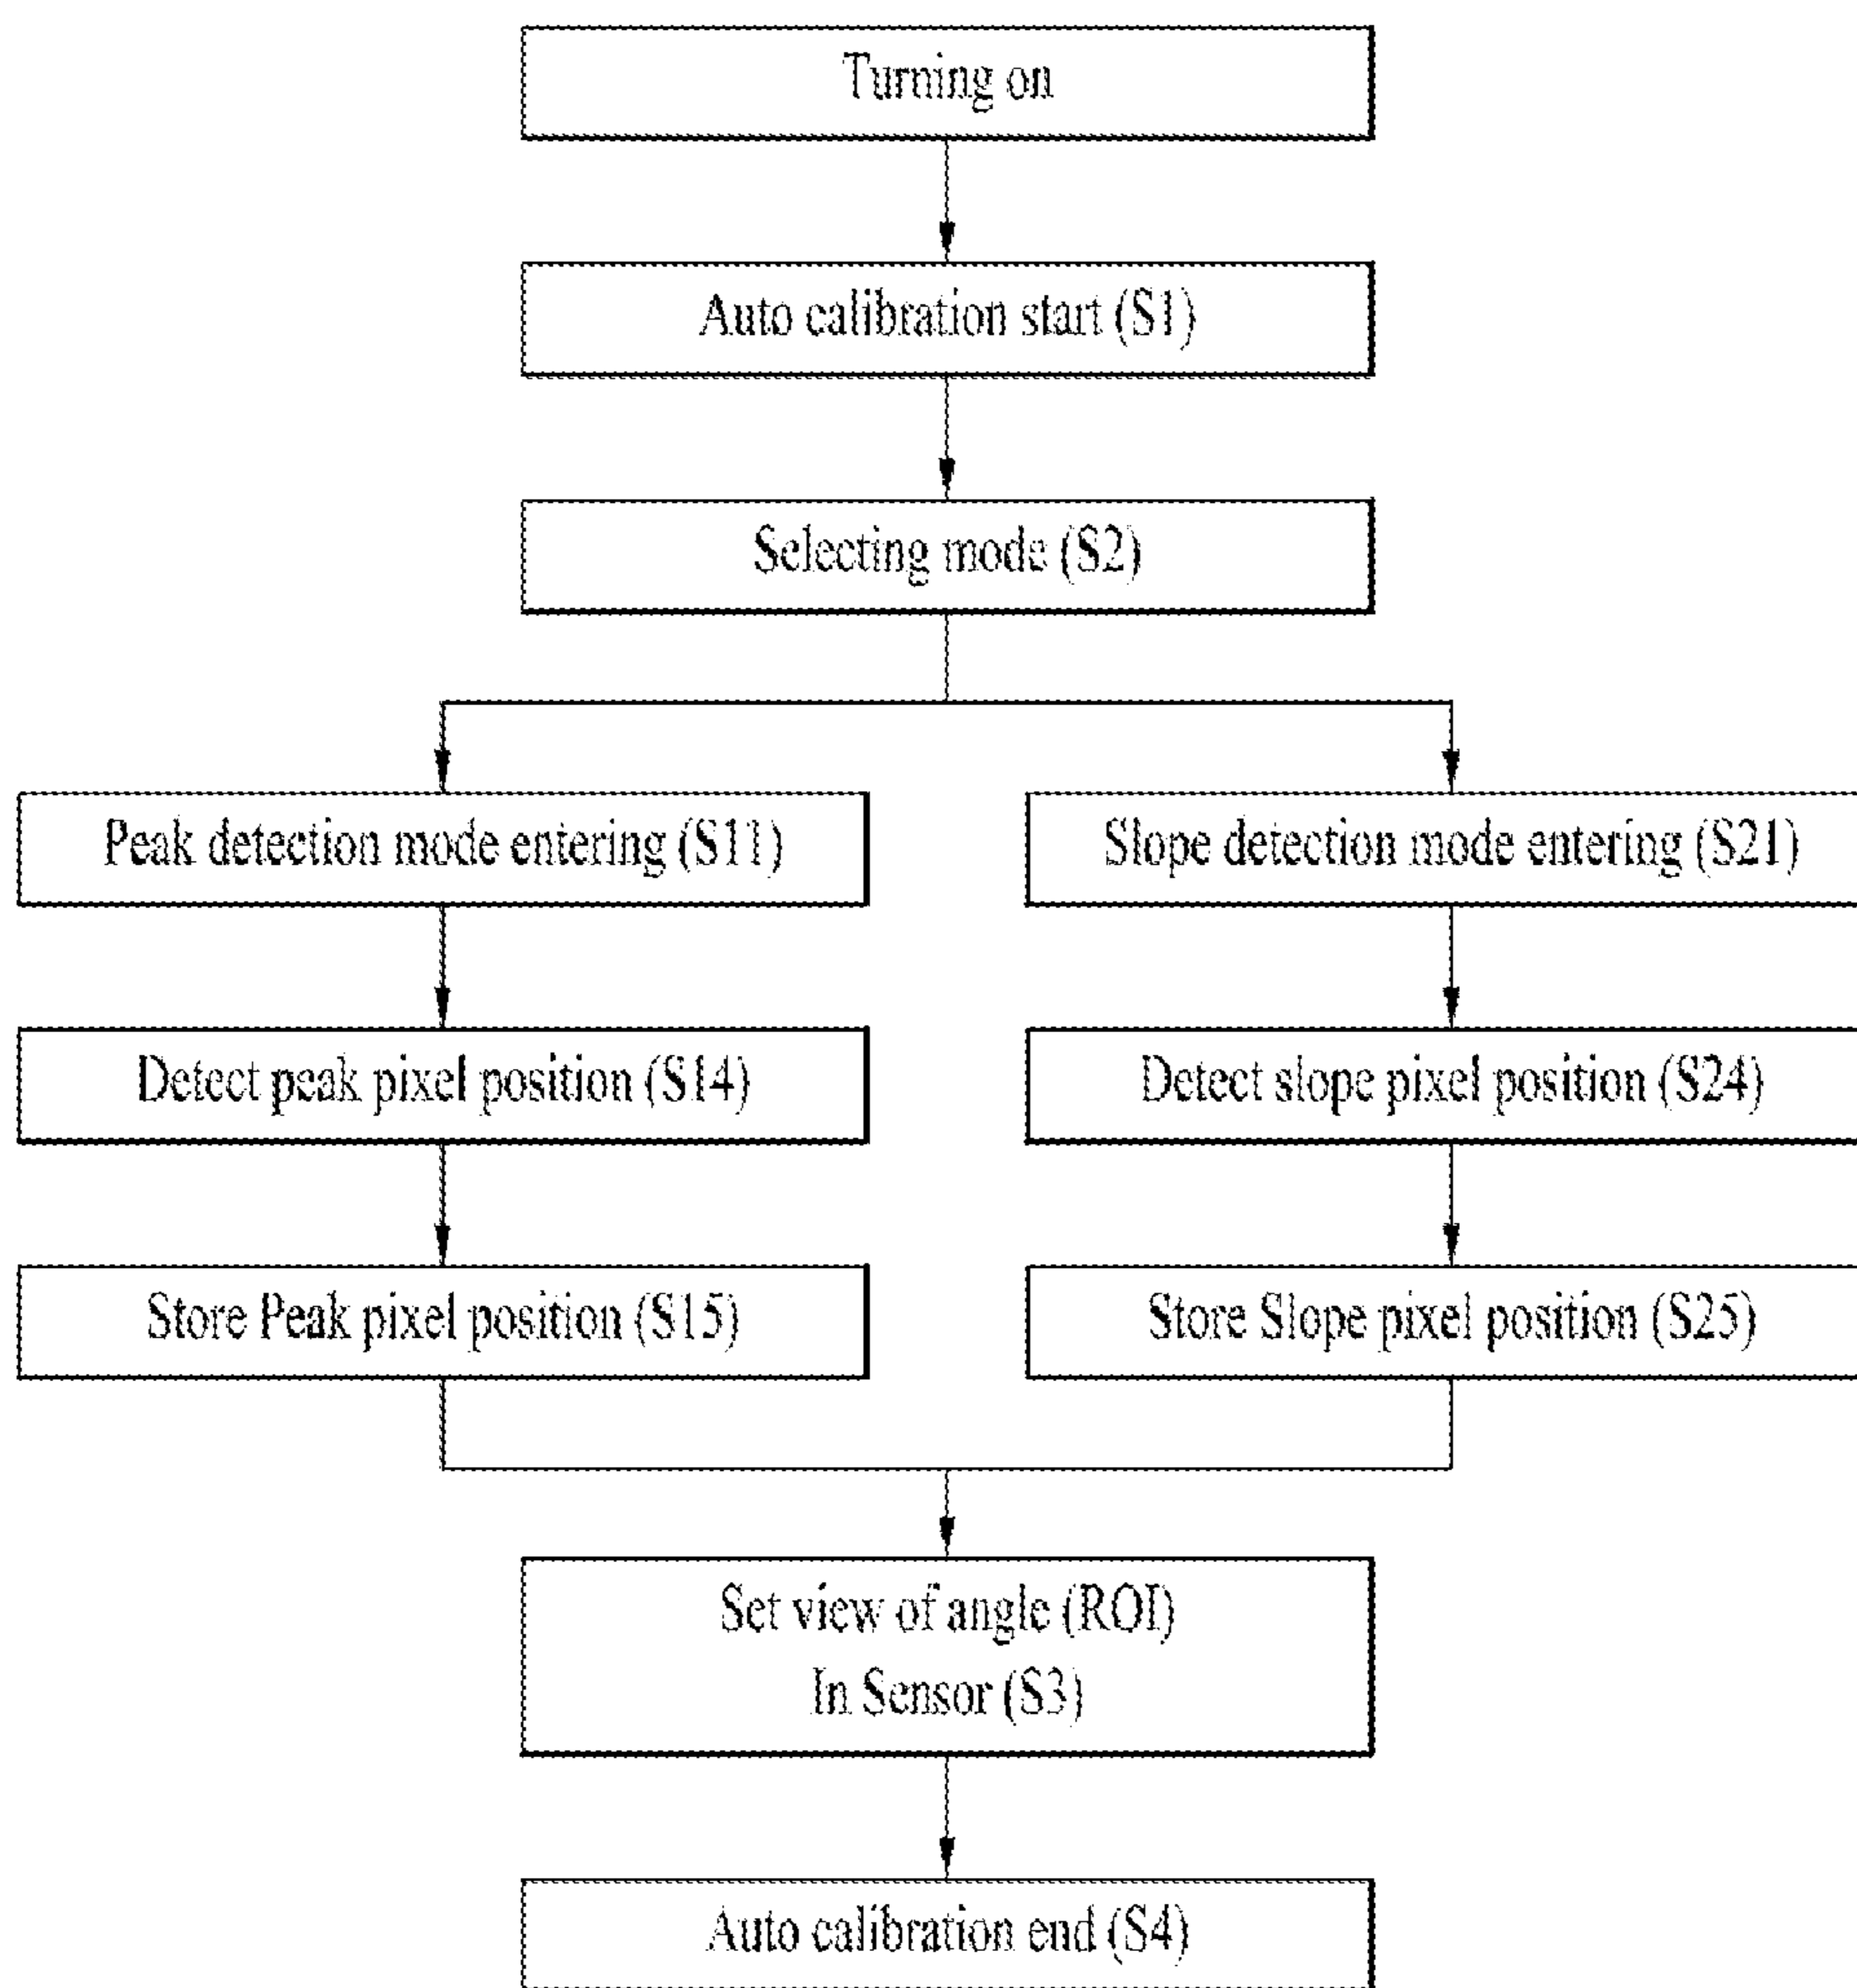 Turning on
Auto calibration start (S1)
Selecting mode (S2)
Peak detection mode entering (S11)
Slope detection mode entering (S21)
Detect peak pixel position (S14)
Detect slope pixel position (S24)
Store Peak pixel position (S15)
Store Slope pixel position (S25)
Set view of angle (ROI)
In Sensor (S3)
Auto calibration end (S4)